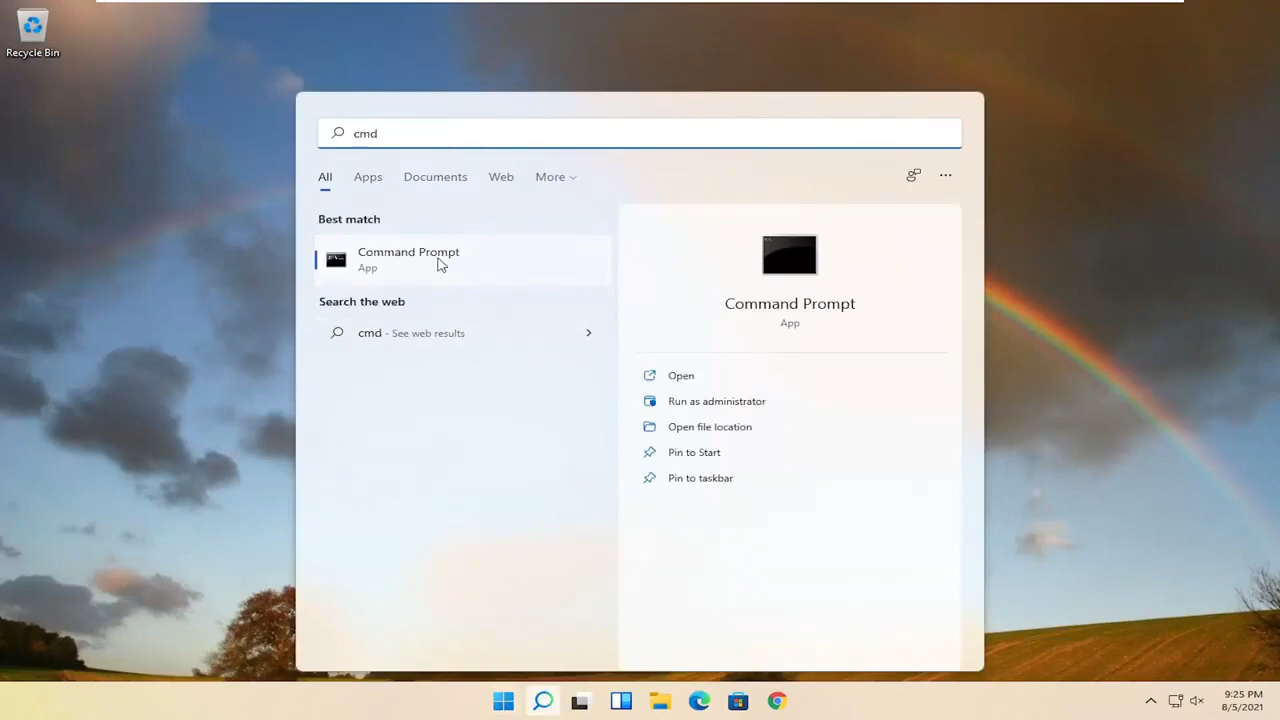 Recycle Bin
cmd
All Apps Documents Web More
Best match
Command Prompt
App
Search the web
cmd - See web results
Command Prompt
App
Open
Run as administrator
Open file location
Pin to Start
Pin to taskbar
9:25 PM
8/5/2021